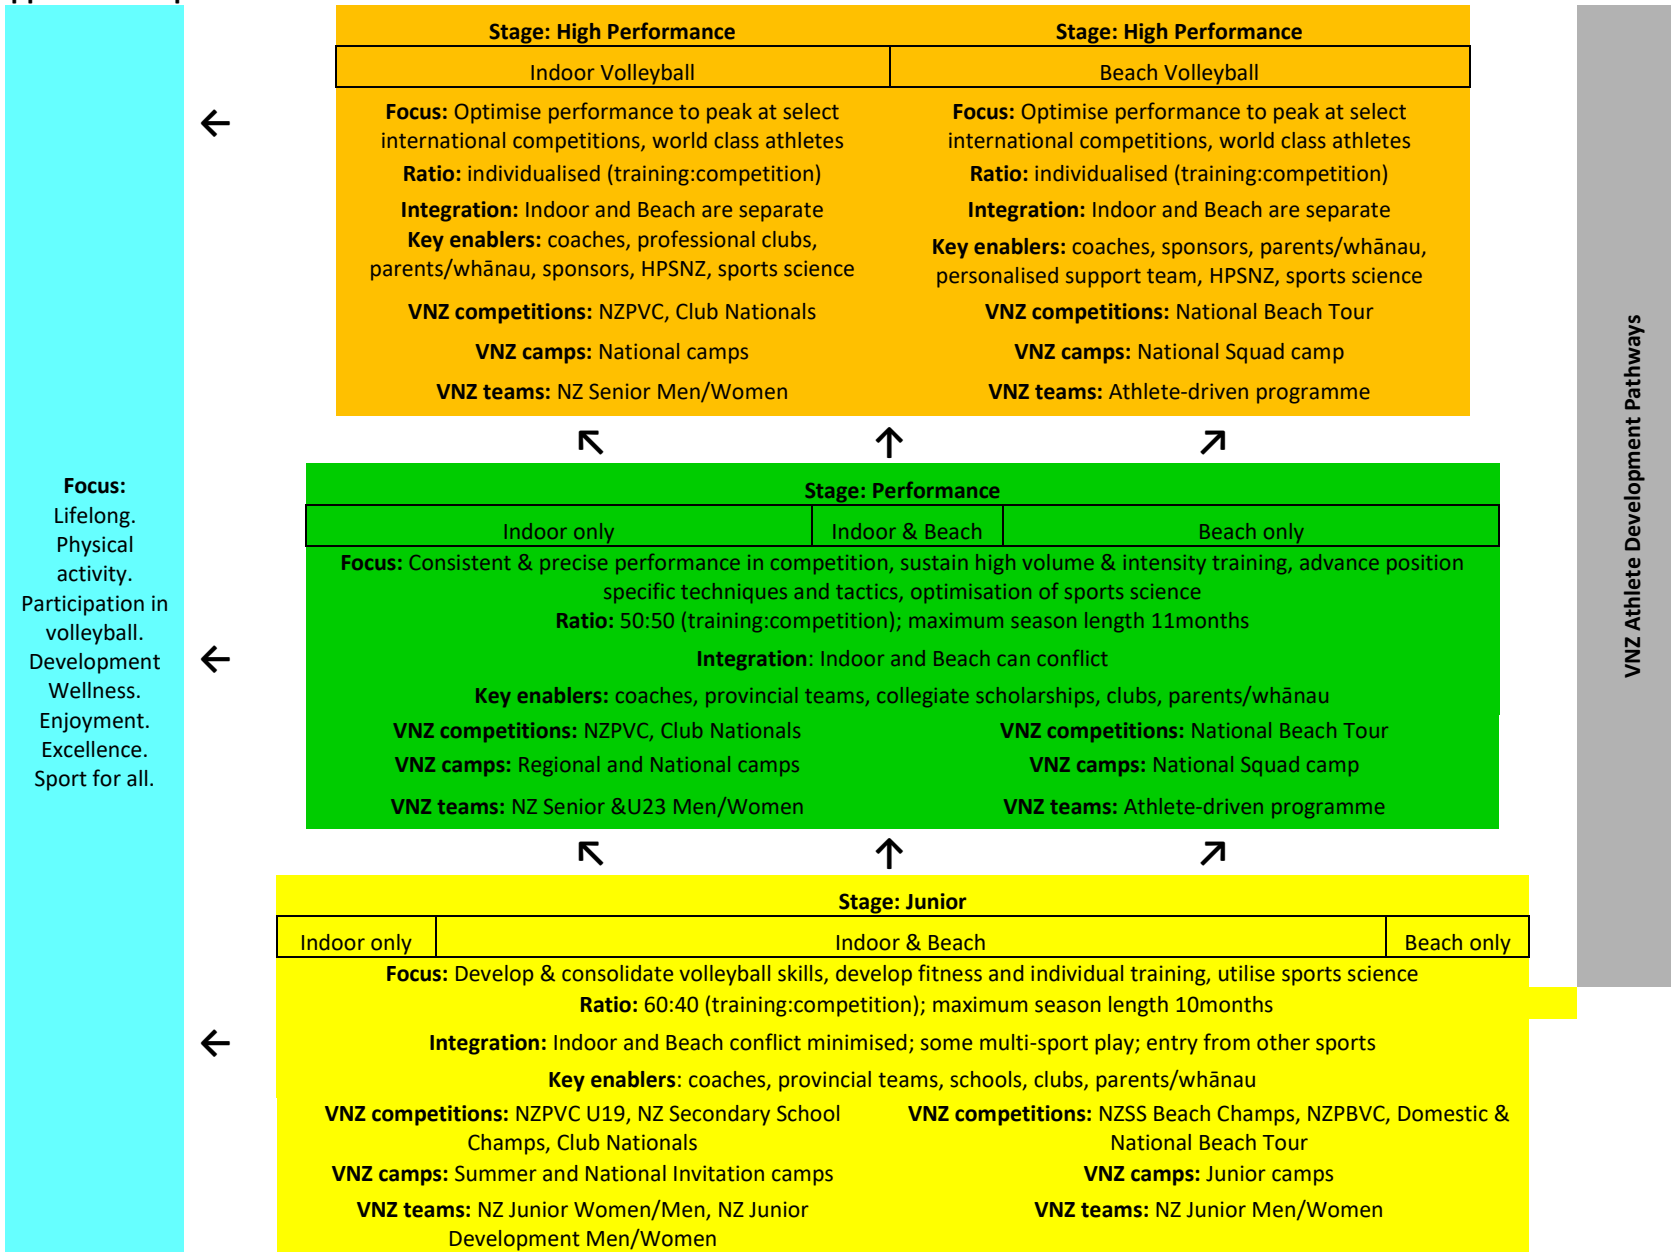 Stage: High Performance
Stage: High Performance
Indoor Volleyball
Beach Volleyball
Focus: Optimise performance to peak at select
international competitions, world class athletes
Ratio: individualised (training:competition)
Integration: Indoor and Beach are separate
Key enablers: coaches, professional clubs,
parents/whānau, sponsors, HPSNZ, sports science
VNZ competitions: NZPVC, Club Nationals
VNZ camps: National camps
VNZ teams: NZ Senior Men/Women
Focus: Optimise performance to peak at select
international competitions, world class athletes
Ratio: individualised (training:competition)
Integration: Indoor and Beach are separate
Key enablers: coaches, sponsors, parents/whānau,
personalised support team, HPSNZ, sports science
VNZ competitions: National Beach Tour
VNZ camps: National Squad camp
VNZ teams: Athlete-driven programme
Focus:
Lifelong.
Physical
activity.
Participation in
volleyball.
Development
Wellness.
Enjoyment.
Excellence.
Sport for all.
Stage: Performance
Indoor only
Indoor & Beach
Beach only
Focus: Consistent & precise performance in competition, sustain high volume & intensity training, advance position
specific techniques and tactics, optimisation of sports science
Ratio: 50:50 (training:competition); maximum season length 11months
Integration: Indoor and Beach can conflict
Key enablers: coaches, provincial teams, collegiate scholarships, clubs, parents/whānau
VNZ competitions: NZPVC, Club Nationals
VNZ camps: Regional and National camps
VNZ teams: NZ Senior &U23 Men/Women
VNZ competitions: National Beach Tour
VNZ camps: National Squad camp
VNZ teams: Athlete-driven programme
Stage: Junior
Indoor only
Indoor & Beach
Beach only
Focus: Develop & consolidate volleyball skills, develop fitness and individual training, utilise sports science
Ratio: 60:40 (training:competition); maximum season length 10months
Integration: Indoor and Beach conflict minimised; some multi-sport play; entry from other sports
Key enablers: coaches, provincial teams, schools, clubs, parents/whānau
VNZ competitions: NZPVC U19, NZ Secondary School
Champs, Club Nationals
VNZ camps: Summer and National Invitation camps
VNZ teams: NZ Junior Women/Men, NZ Junior
Development Men/Women
VNZ competitions: NZSS Beach Champs, NZPBVC, Domestic &
National Beach Tour
VNZ camps: Junior camps
VNZ teams: NZ Junior Men/Women
VNZ Athlete Development Pathways